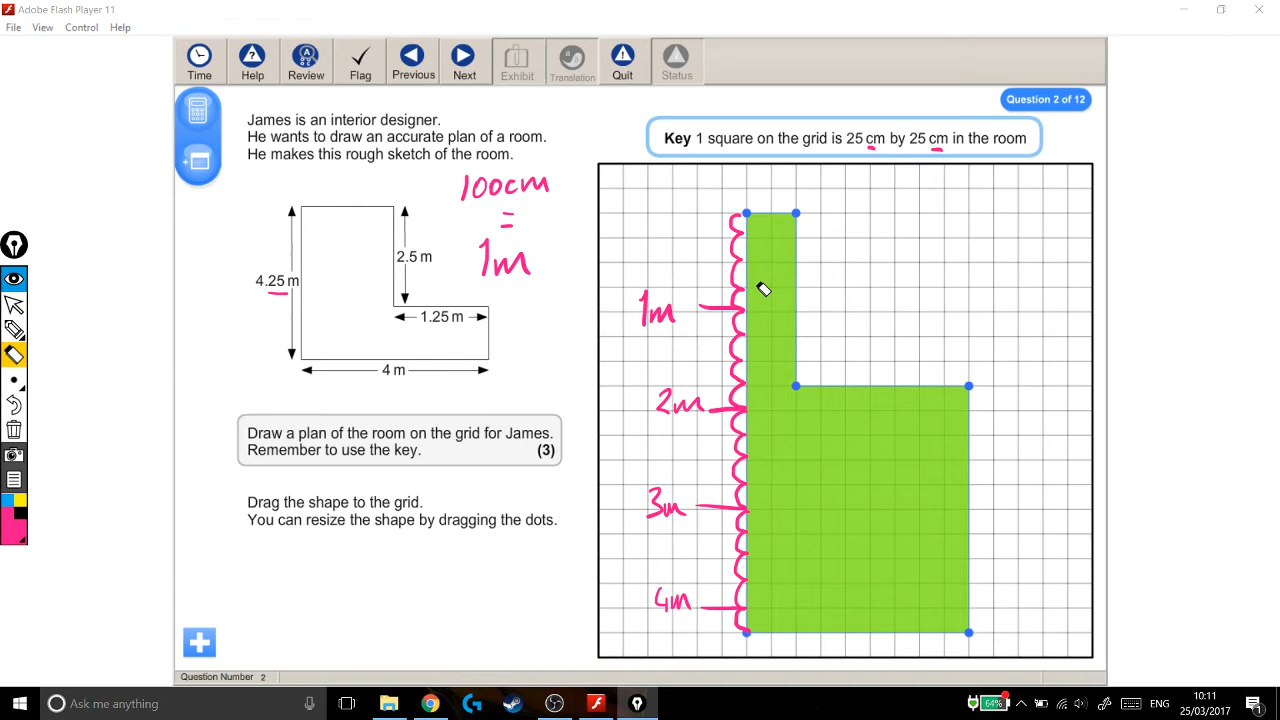 Adobe Flash Player 11
File View Control Help
Time Help Review Flag Previous Next Exhibit Translation Quit Status
Question 2 of 12
James is an interior designer.
He wants to draw an accurate plan of a room.
He makes this rough sketch of the room.
Key 1 square on the grid is 25 cm by 25 cm in the room
100cm
=
1m
2.5 m
4.25 m
1.25 m
4 m
1m
2m
3m
4m
Draw a plan of the room on the grid for James.
Remember to use the key. (3)
Drag the shape to the grid.
You can resize the shape by dragging the dots.
Question Number 2
Ask me anything
64%
ENG
10:11
25/03/2017
1